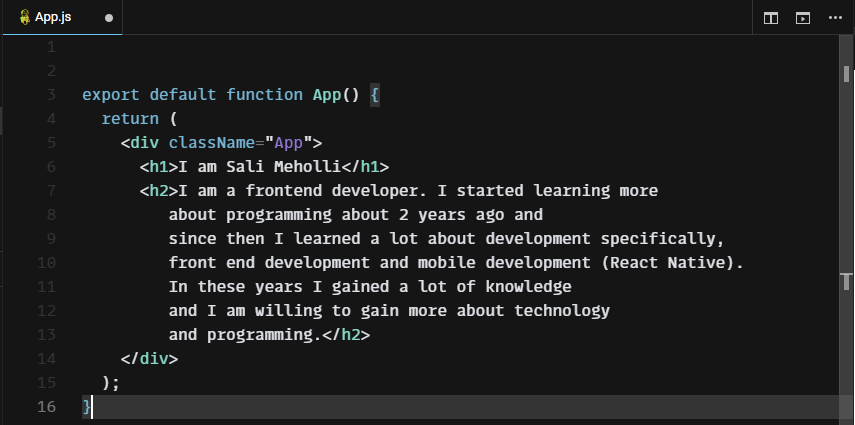 App.js
1
2
3 export default function App() {
4 return (
5 <div className="App">
6 <h1>I am Sali Meholli</h1>
7 <h2>I am a frontend developer. I started learning more
8 about programming about 2 years ago and
9 since then I learned a lot about development specifically,
10 front end development and mobile development (React Native).
11 In these years I gained a lot of knowledge
12 and I am willing to gain more about technology
13 and programming.</h2>
14 </div>
15 );
16 }